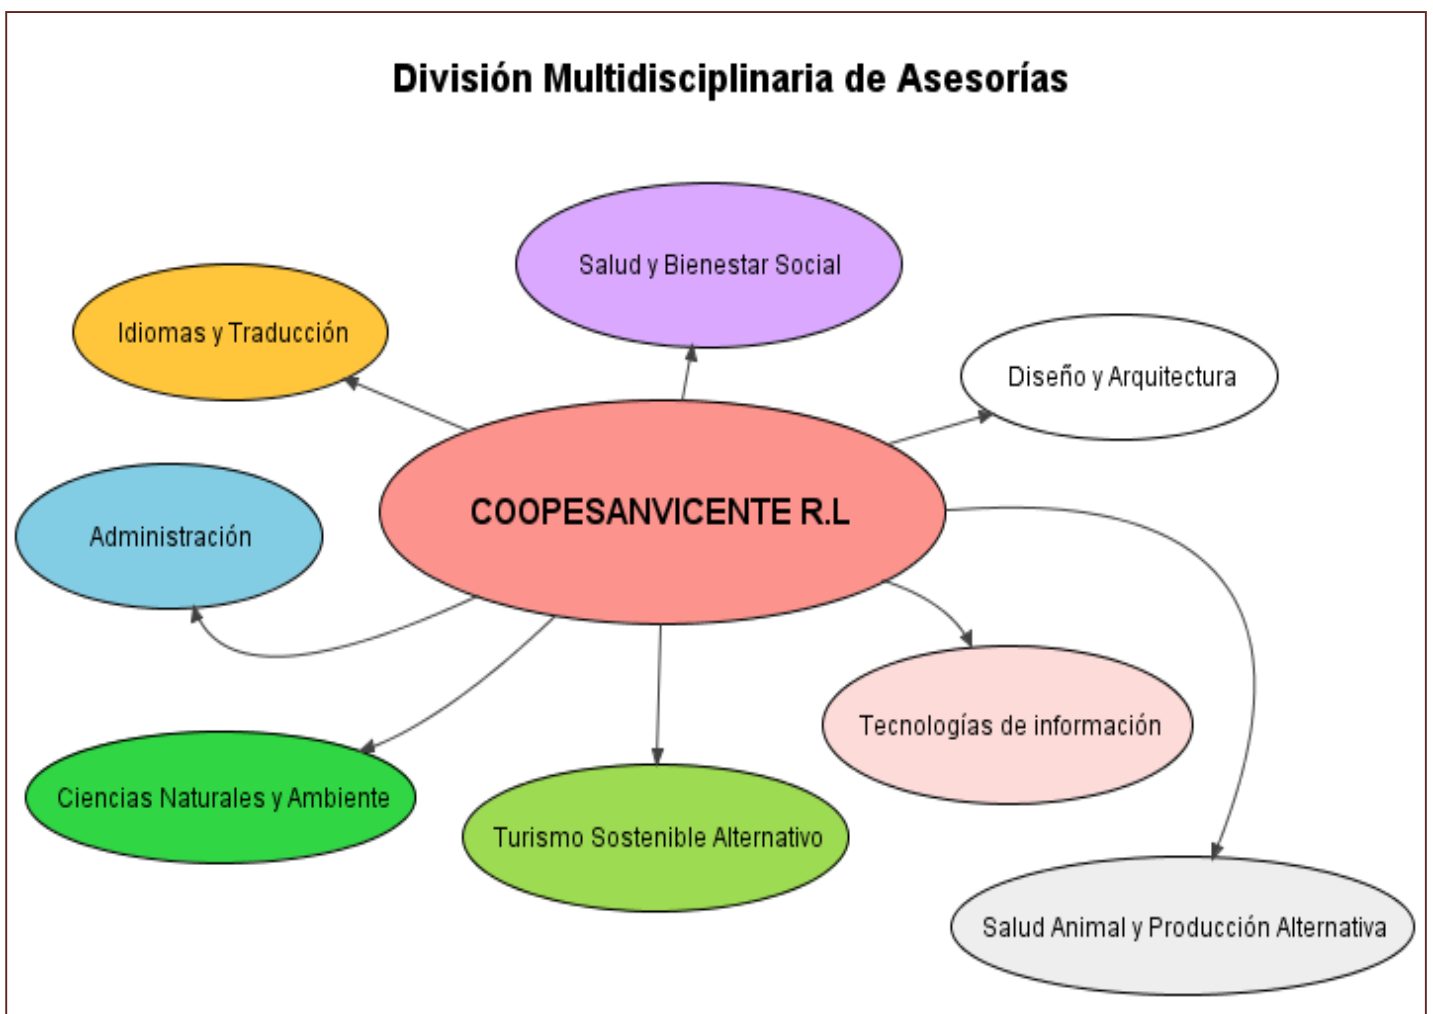 División Multidisciplinaria de Asesorías
Salud y Bienestar Social
Idiomas y Traducción
Diseño y Arquitectura
COOPESANVICENTE R.L
Administración
Tecnologías de información
Ciencias Naturales y Ambiente
Turismo Sostenible Alternativo
Salud Animal y Producción Alternativa